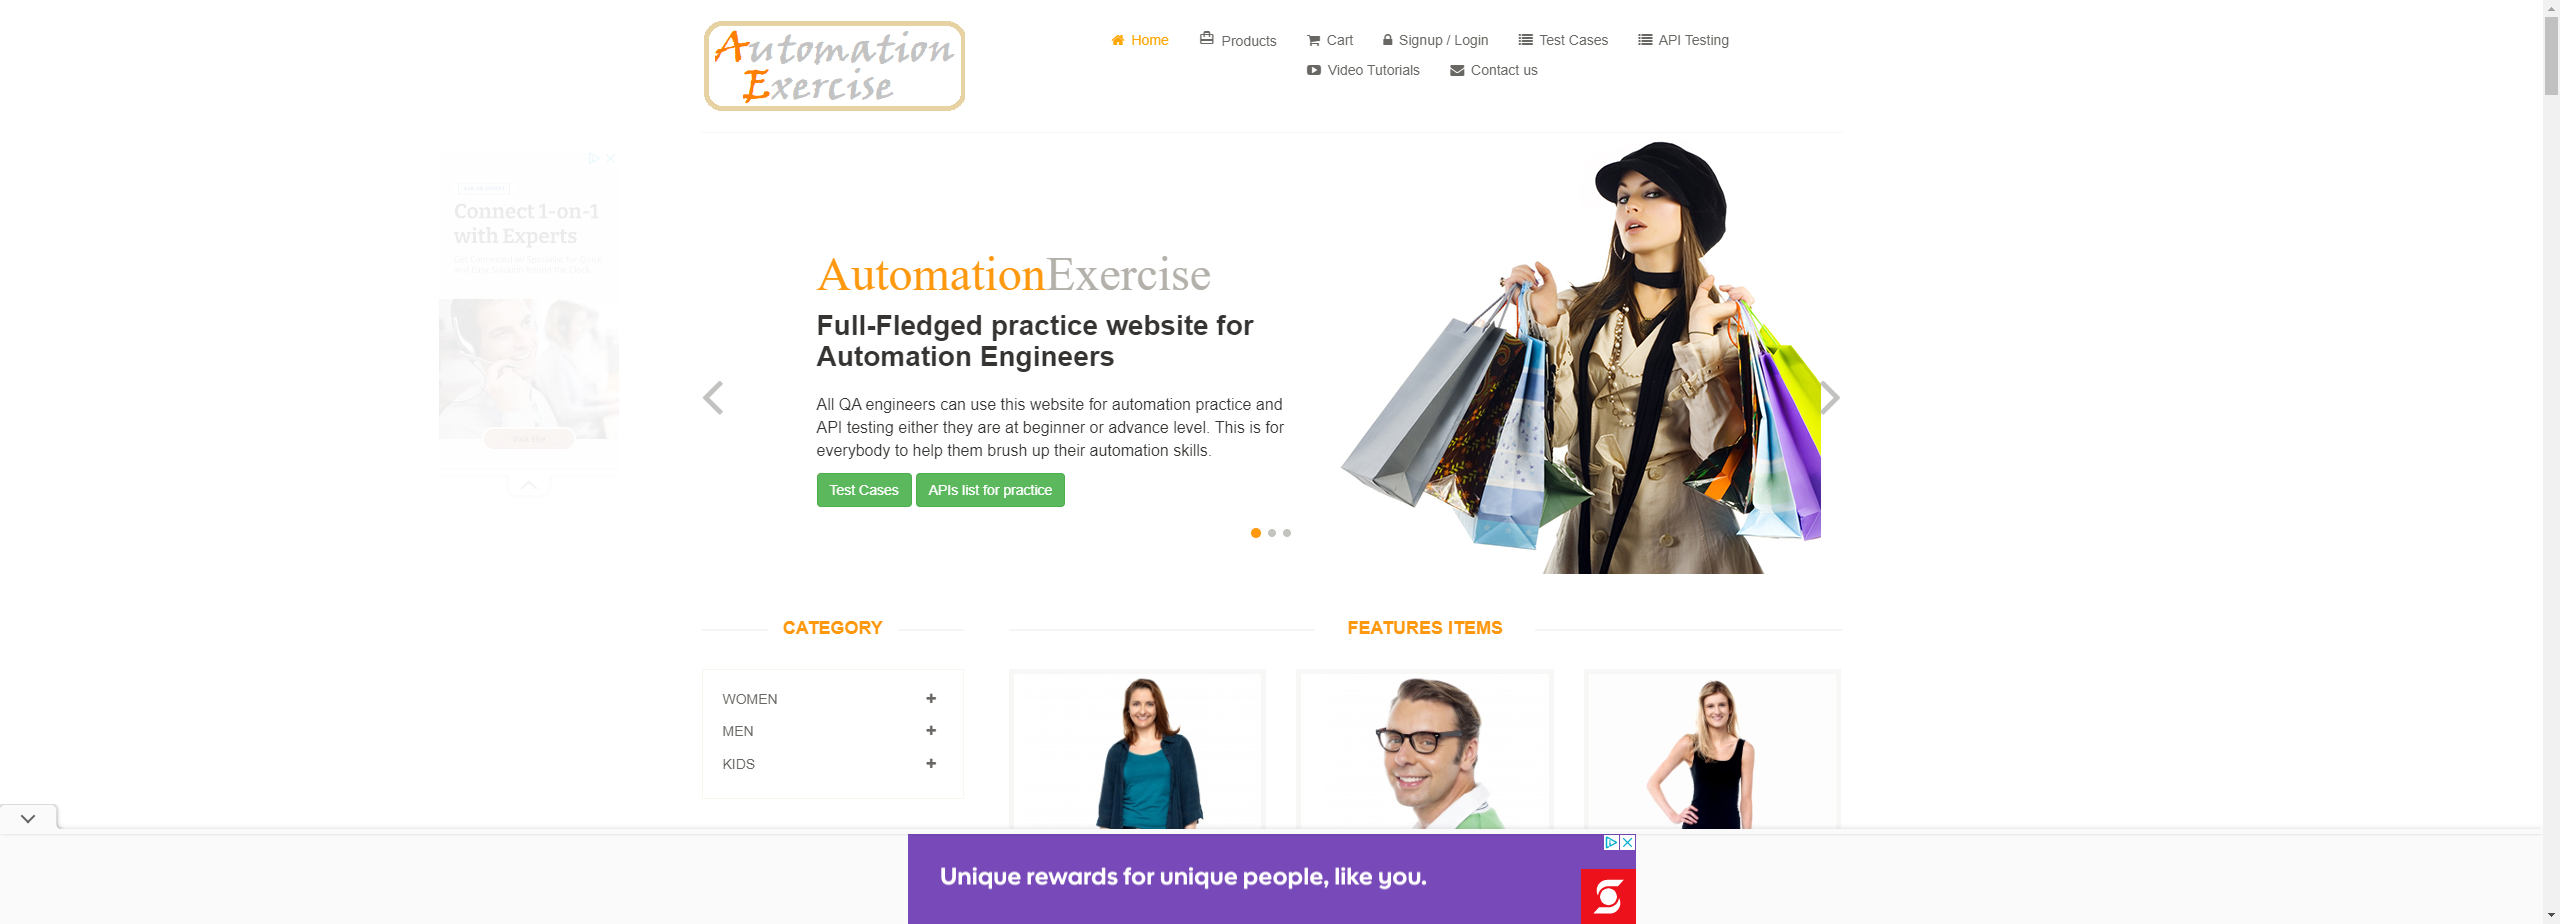 Automation
Exercise
Home
Products
Cart
Signup / Login
Test Cases
API Testing
Video Tutorials
Contact us
Connect 1-on-1
with Experts
AutomationExercise
Full-Fledged practice website for
Automation Engineers
All QA engineers can use this website for automation practice and
API testing either they are at beginner or advance level. This is for
everybody to help them brush up their automation skills.
Test Cases
APIs list for practice
CATEGORY
WOMEN
MEN
KIDS
FEATURES ITEMS
Unique rewards for unique people, like you.